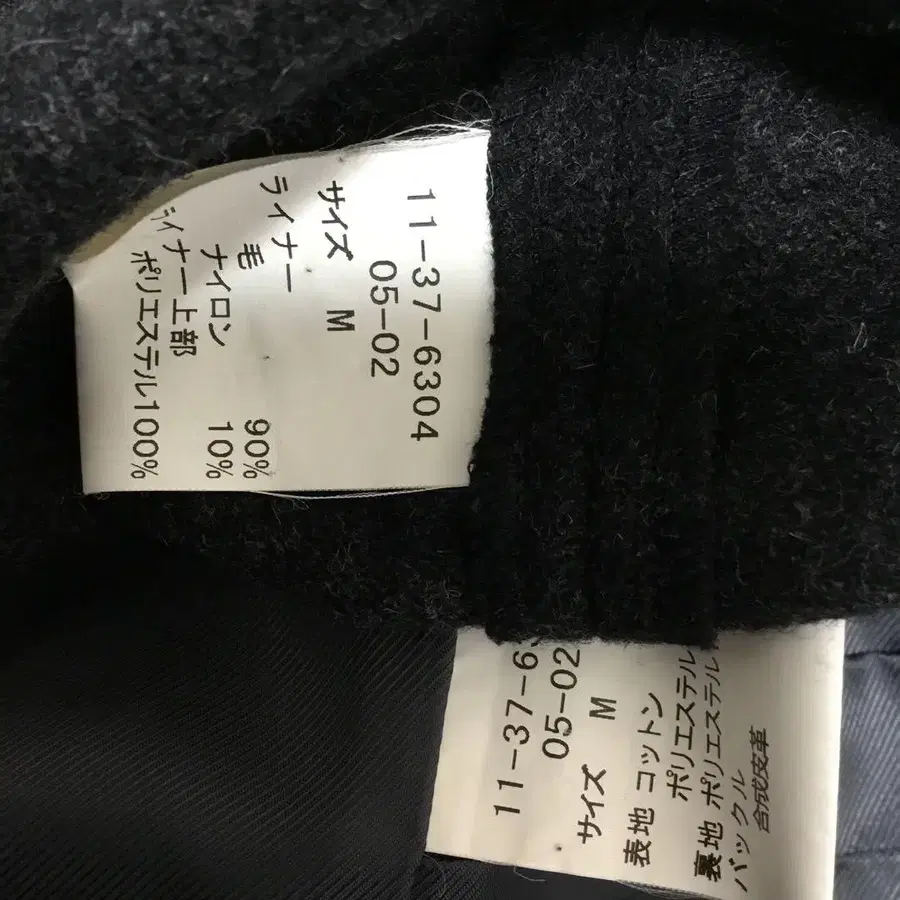 11-37-6304
05-02
サイズ M
ライナー
毛 90%
ナイロン 10%
ライナー上部
ポリエステル100%
11-37-6
05-02
サイズ M
表地 コットン
ポリエステル
裏地 ポリエステル
バックル
合成皮革